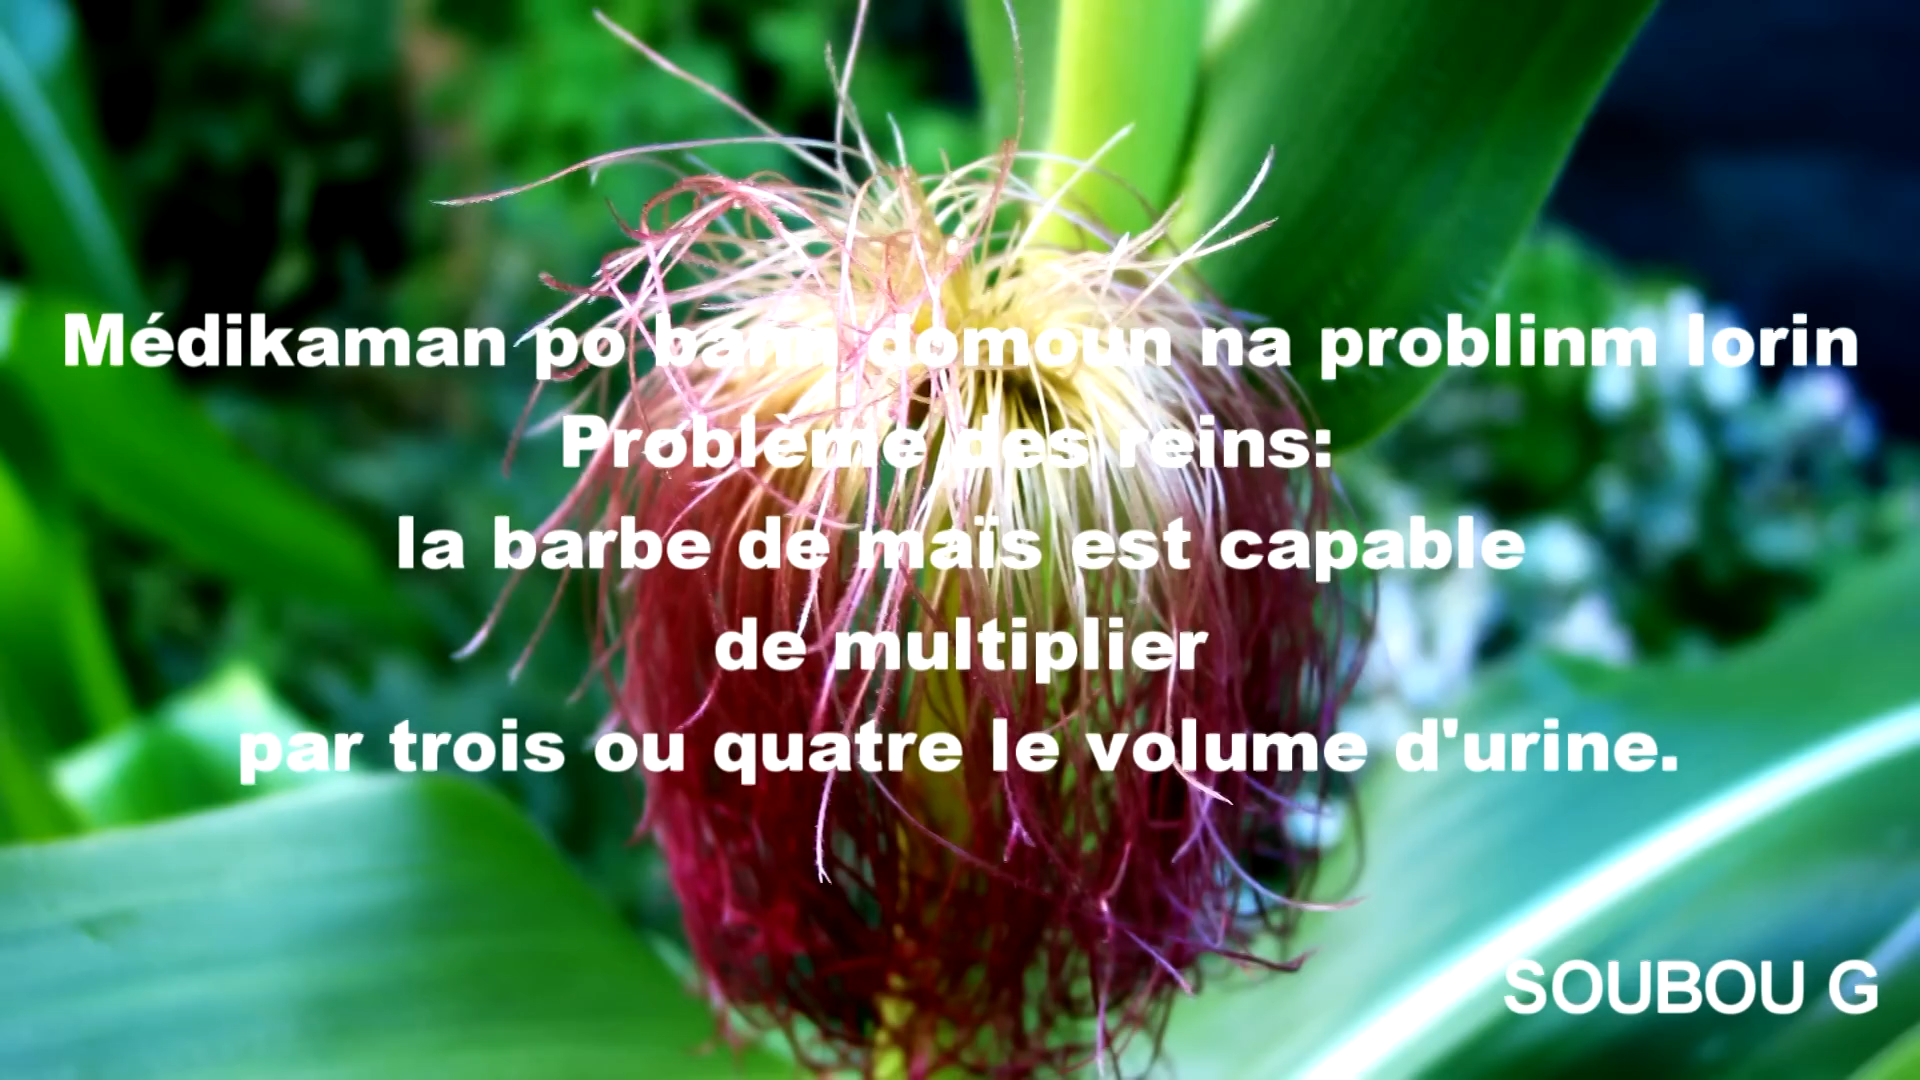 Médikaman po bann domoun na problinm lorin
Problème des reins:
la barbe de maïs est capable
de multiplier
par trois ou quatre le volume d'urine.
SOUBOU G